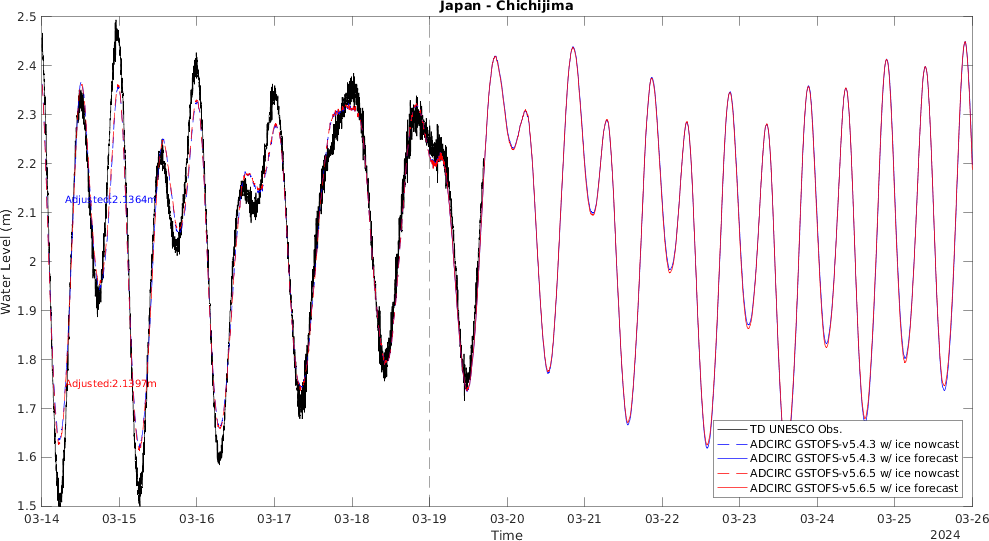 Japan - Chichijima
2.5
2.4
2.3
2.2
2.1
2
1.9
1.8
1.7
1.6
1.5
Water Level (m)
Adjusted:2.1364m
Adjusted:2.1397m
TD UNESCO Obs.
ADCIRC GSTOFS-v5.4.3 w/ ice nowcast
ADCIRC GSTOFS-v5.4.3 w/ ice forecast
ADCIRC GSTOFS-v5.6.5 w/ ice nowcast
ADCIRC GSTOFS-v5.6.5 w/ ice forecast
03-14 03-15 03-16 03-17 03-18 03-19 03-20 03-21 03-22 03-23 03-24 03-25 03-26
Time
2024